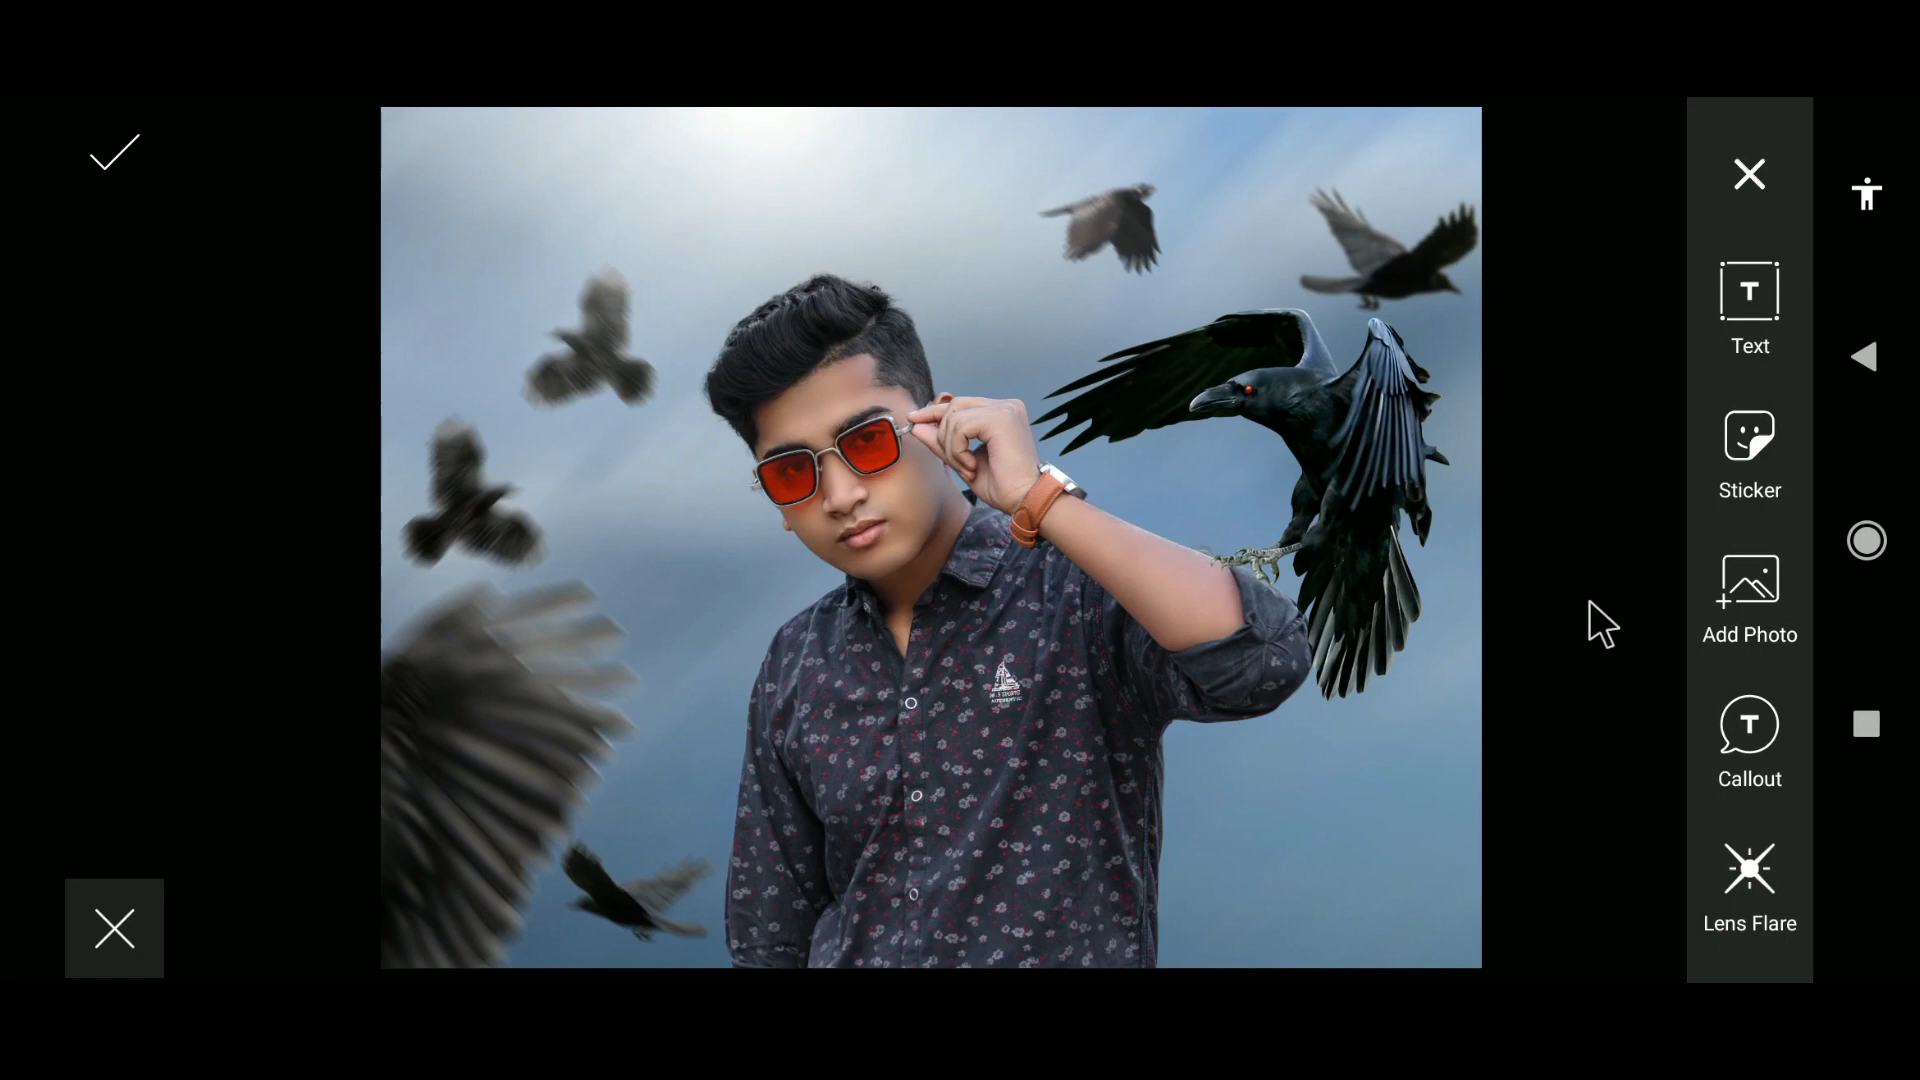 T
Text
Sticker
Add Photo
T
Callout
Lens Flare